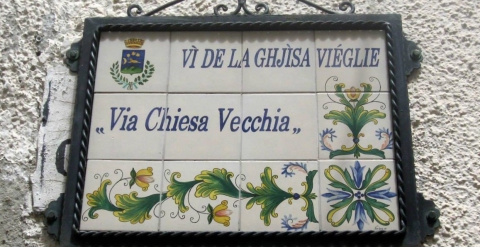 VÌ DE LA GHJÌSA VIÉGLIE
„Via Chiesa Vecchia„